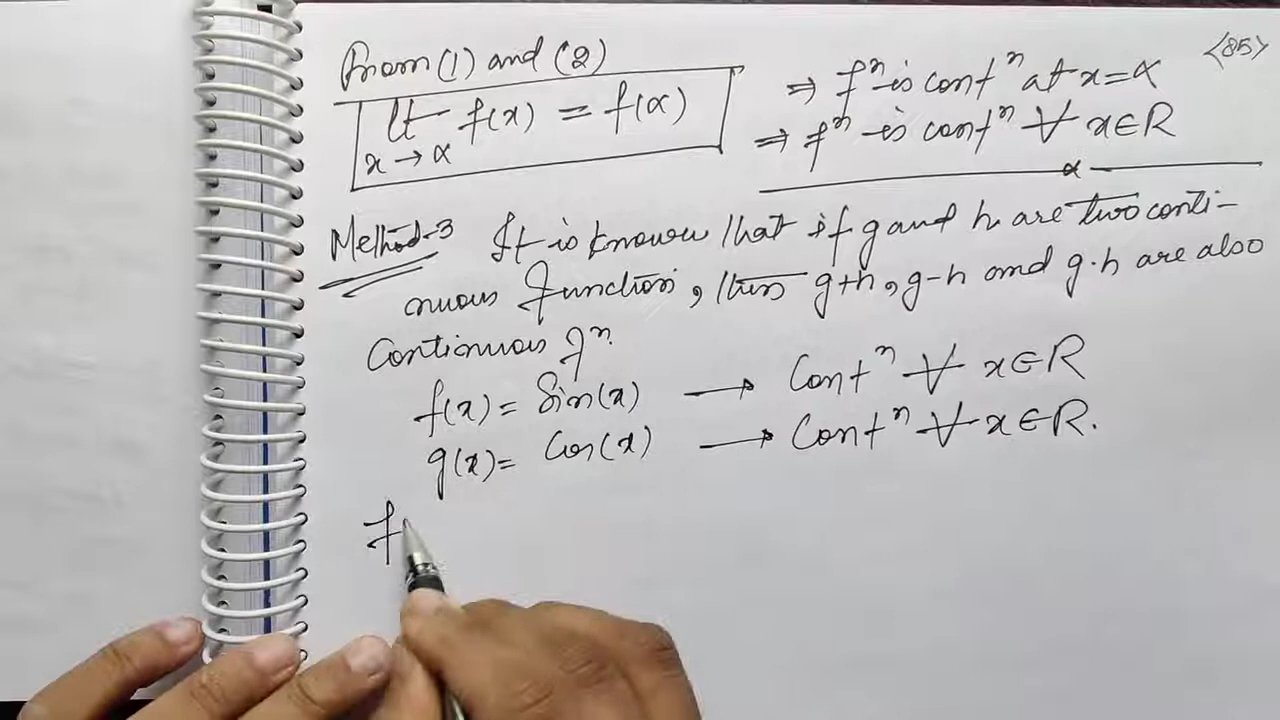 <85>
From (1) and (2)
lt f(x) = f(α)
x→α
⇒ fⁿ is contⁿ at x=α
⇒ fⁿ is contⁿ ∀ x∈R
α
Method-3 It is known that if g and h are two conti-
nuous function, then g+h, g-h and g.h are also
Continuous fⁿ.
f(x) = Sin(x) → Contⁿ ∀ x∈R
g(x) = Cos(x) → Contⁿ ∀ x∈R.
f